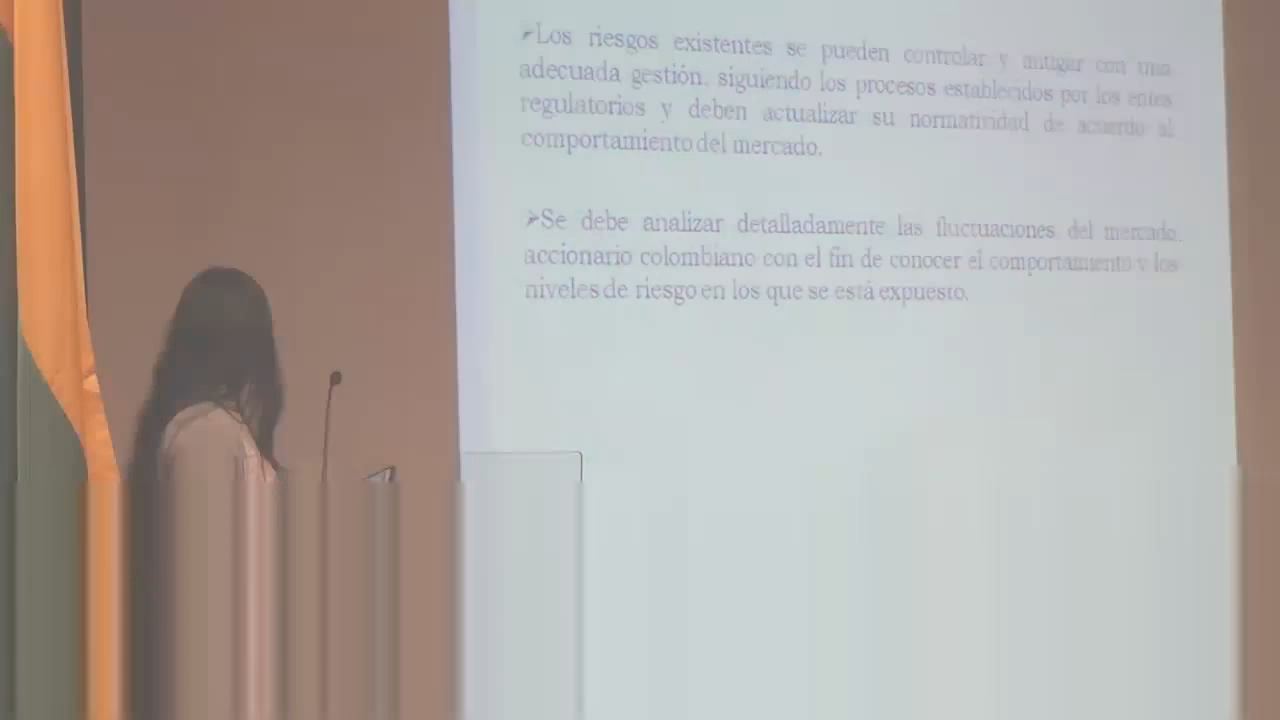 ➢Los riesgos existentes se pueden controlar y mitigar con una
adecuada gestión, siguiendo los procesos establecidos por los entes
regulatorios y deben actualizar su normatividad de acuerdo al
comportamiento del mercado.
➢Se debe analizar detalladamente las fluctuaciones del mercado
accionario colombiano con el fin de conocer el comportamiento y los
niveles de riesgo en los que se está expuesto.